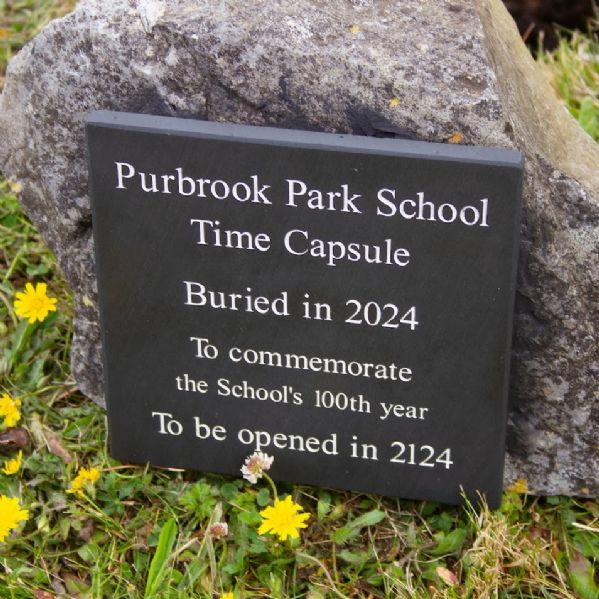 Purbrook Park School
Time Capsule
Buried in 2024
To commemorate
the School's 100th year
To be opened in 2124